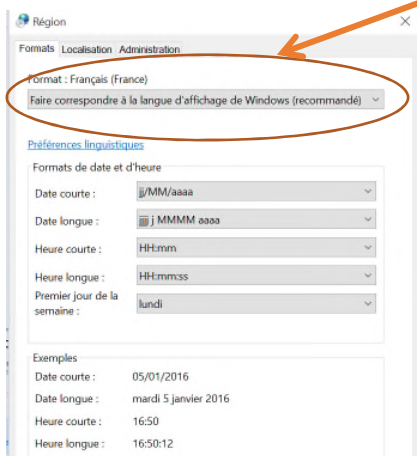 Région
Formats Localisation Administration
Format : Français (France)
Faire correspondre à la langue d'affichage de Windows (recommandé)
Préférences linguistiques
Formats de date et d'heure
Date courte : jj/MM/aaaa
Date longue : jjjj j MMMM aaaa
Heure courte : HH:mm
Heure longue : HH:mm:ss
Premier jour de la
semaine : lundi
Exemples
Date courte : 05/01/2016
Date longue : mardi 5 janvier 2016
Heure courte : 16:50
Heure longue : 16:50:12